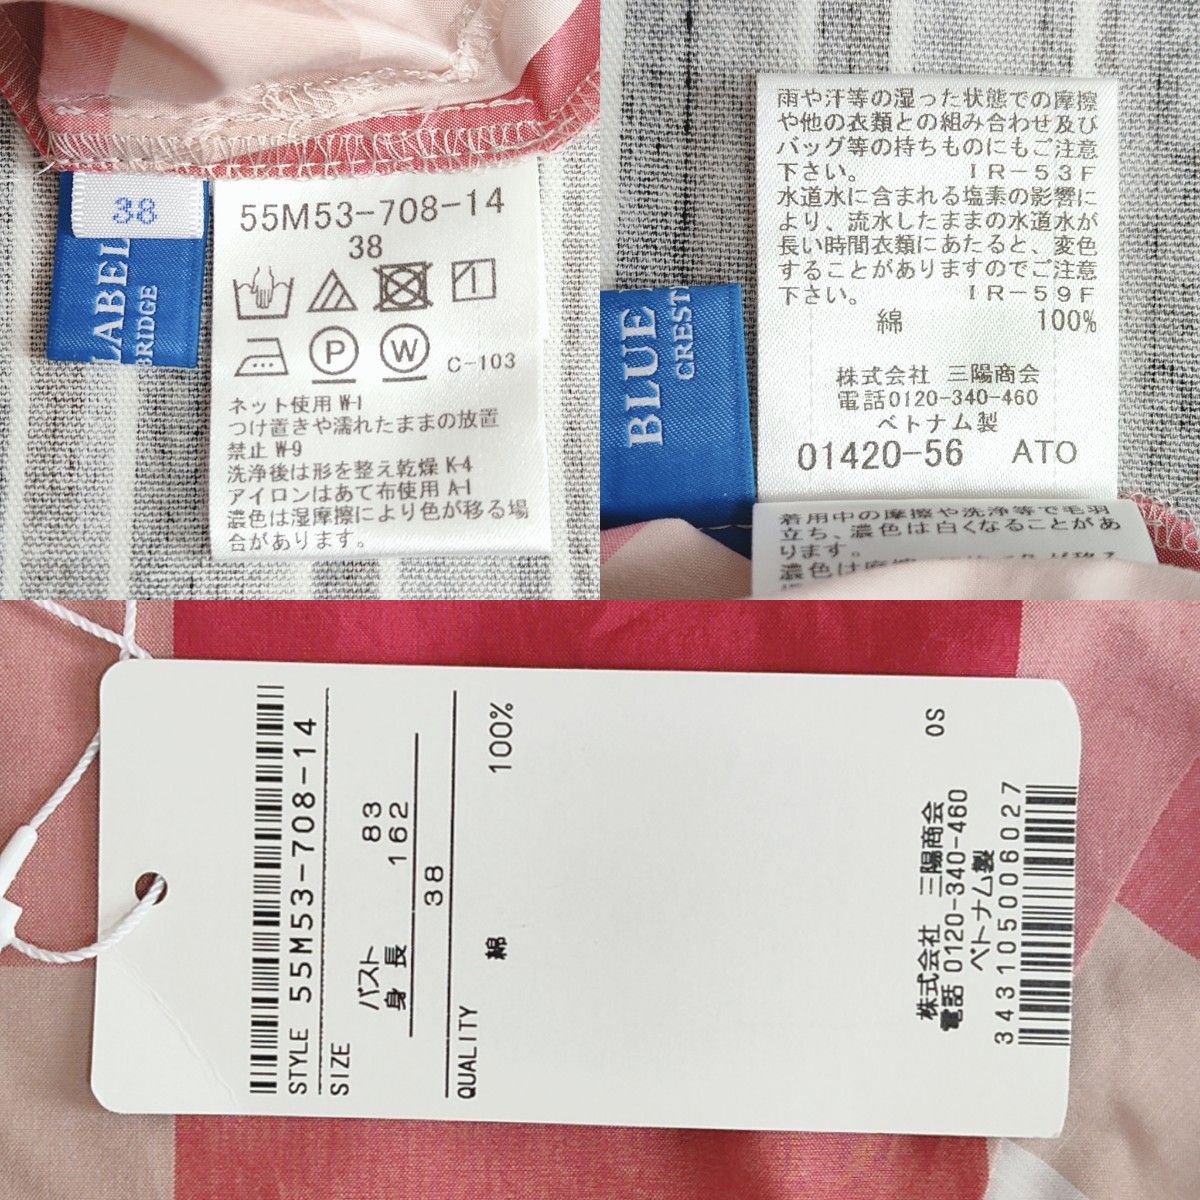 38
LABEL
BRIDGE
55M53-708-14
38
P
W
C-103
ネット使用 W-1
つけ置きや濡れたままの放置
禁止 W-9
洗浄後は形を整え乾燥 K-4
アイロンはあて布使用 A-1
濃色は湿摩擦により色が移る場
合があります。
BLUE
CREST
雨や汗等の湿った状態での摩擦
や他の衣類との組み合わせ及び
バッグ等の持ちものにもご注意
下さい。 IR-53F
水道水に含まれる塩素の影響に
より、流水したままの水道水が
長い時間衣類にあたると、変色
することがありますのでご注意
下さい。 IR-59F
綿 100%
株式会社 三陽商会
電話0120-340-460
ベトナム製
01420-56 ATO
着用中の摩擦や洗浄等で毛羽
立ち、濃色は白くなることがあ
ります。
STYLE 55M53-708-14
SIZE
バスト 83
身長 162
38
QUALITY
綿 100%
OS
株式会社 三陽商会
電話 0120-340-460
ベトナム製
3431050006027